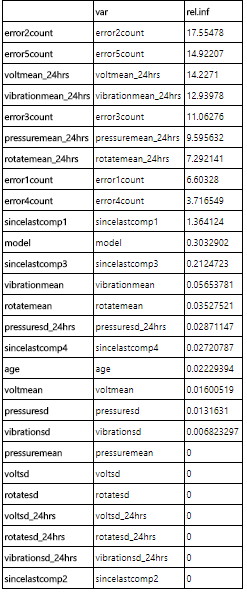 var rel.inf
error2count error2count 17.55478
error5count error5count 14.92207
voltmean_24hrs voltmean_24hrs 14.2271
vibrationmean_24hrs vibrationmean_24hrs 12.93978
error3count error3count 11.06276
pressuremean_24hrs pressuremean_24hrs 9.595632
rotatemean_24hrs rotatemean_24hrs 7.292141
error1count error1count 6.60328
error4count error4count 3.716549
sincelastcomp1 sincelastcomp1 1.364124
model model 0.3032902
sincelastcomp3 sincelastcomp3 0.2124723
vibrationmean vibrationmean 0.05653781
rotatemean rotatemean 0.03527521
pressuresd_24hrs pressuresd_24hrs 0.02871147
sincelastcomp4 sincelastcomp4 0.02720787
age age 0.02229394
voltmean voltmean 0.01600519
pressuresd pressuresd 0.0131631
vibrationsd vibrationsd 0.006823297
pressuremean pressuremean 0
voltsd voltsd 0
rotatesd rotatesd 0
voltsd_24hrs voltsd_24hrs 0
rotatesd_24hrs rotatesd_24hrs 0
vibrationsd_24hrs vibrationsd_24hrs 0
sincelastcomp2 sincelastcomp2 0